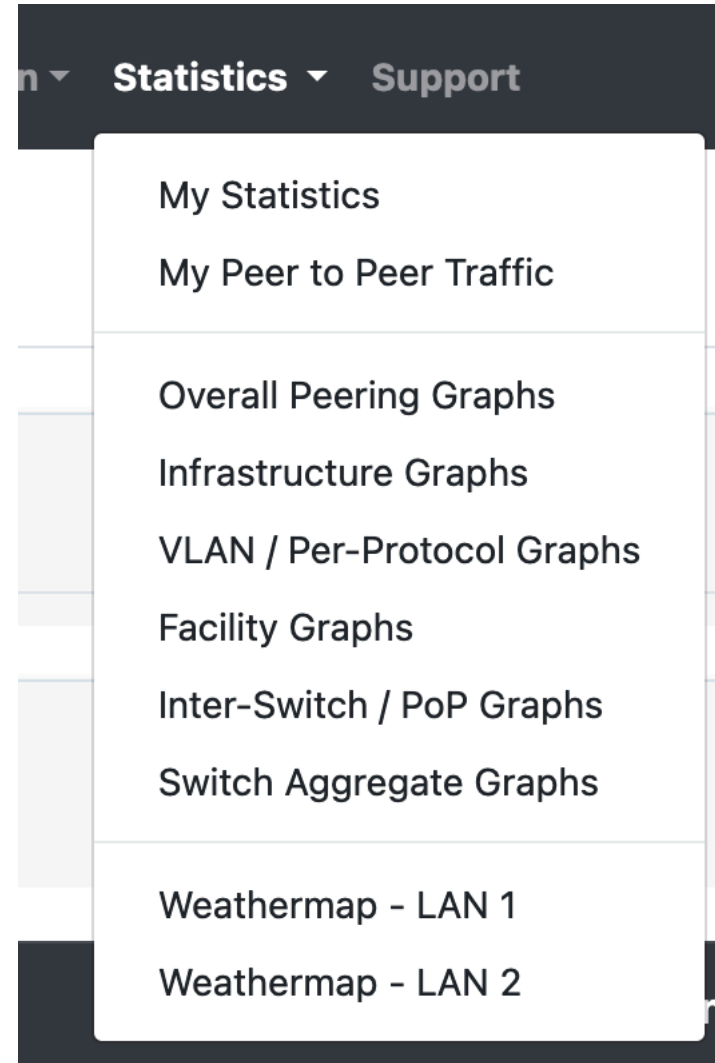 Statistics Support
My Statistics
My Peer to Peer Traffic
Overall Peering Graphs
Infrastructure Graphs
VLAN / Per-Protocol Graphs
Facility Graphs
Inter-Switch / PoP Graphs
Switch Aggregate Graphs
Weathermap - LAN 1
Weathermap - LAN 2